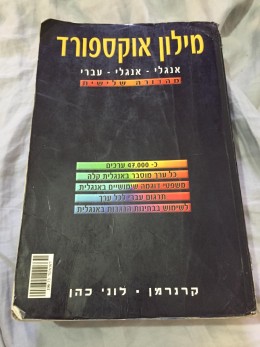 מילון אוקספורד
אנגלי - אנגלי - עברי
מהדורה שלישית
כ- 67.000 ערכים
כל ערך מוסבר באנגלית קלה
משפטי דוגמה שימושיים באנגלית
תרגום עברי לכל ערך
לשימוש בבחינות הבגרות באנגלית
קרנרמן • לוני כהן